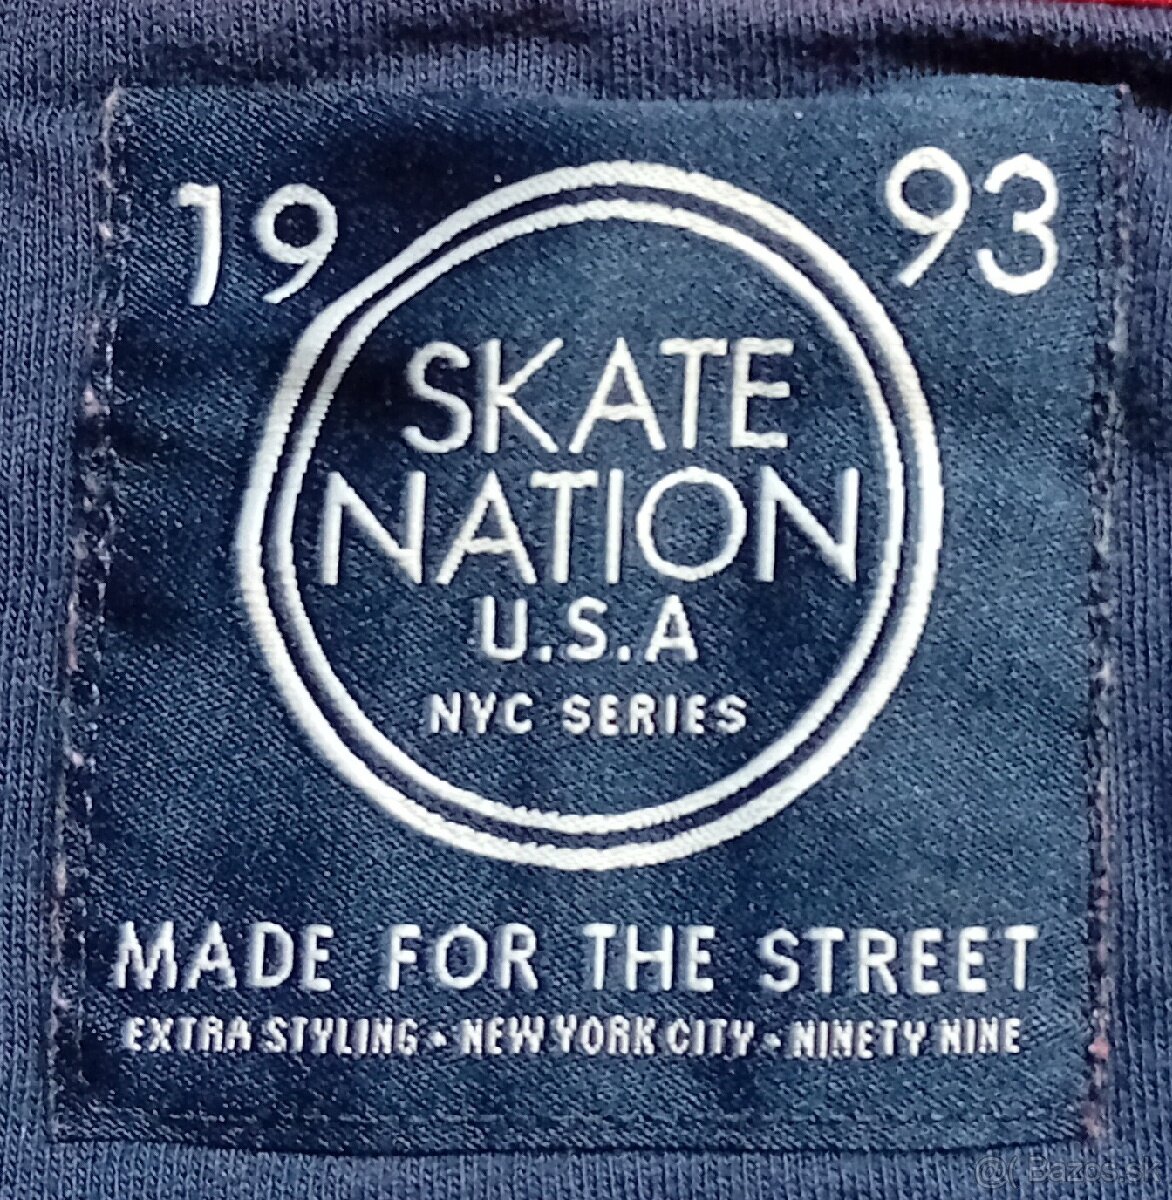 19 93
SKATE
NATION
U.S.A
NYC SERIES
MADE FOR THE STREET
EXTRA STYLING • NEW YORK CITY • NINETY NINE
Bazos.sk